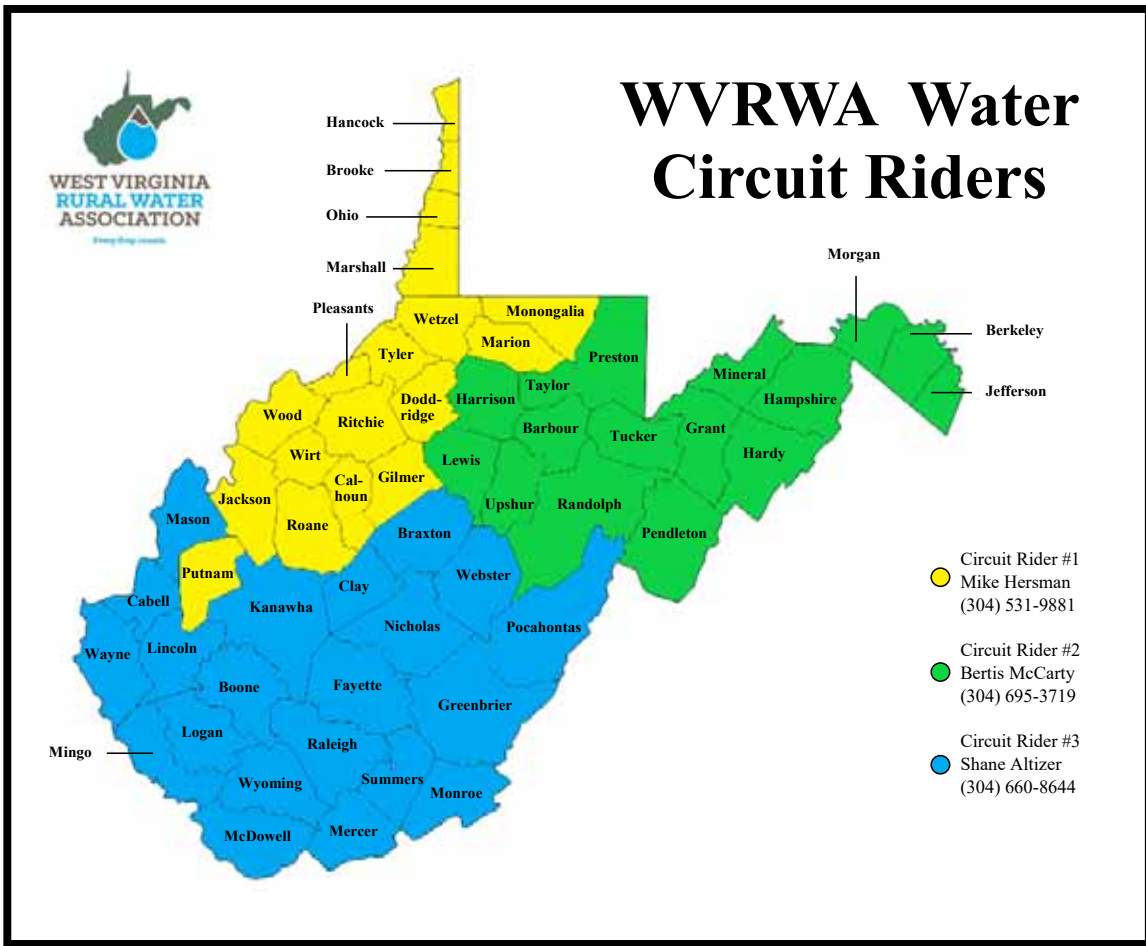 WVRWA Water
Circuit Riders
WEST VIRGINIA
RURAL WATER
ASSOCIATION
Every drop counts.
Hancock
Brooke
Ohio
Marshall
Pleasants
Morgan
Berkeley
Jefferson
Wetzel
Monongalia
Marion
Tyler
Preston
Dodd-
ridge
Harrison
Taylor
Mineral
Hampshire
Wood
Ritchie
Barbour
Tucker
Grant
Hardy
Wirt
Lewis
Cal-
houn
Gilmer
Jackson
Roane
Upshur
Randolph
Pendleton
Mason
Braxton
Putnam
Clay
Webster
Cabell
Kanawha
Nicholas
Pocahontas
Wayne
Lincoln
Boone
Fayette
Greenbrier
Logan
Raleigh
Mingo
Wyoming
Summers
Monroe
McDowell
Mercer
Circuit Rider #1
Mike Hersman
(304) 531-9881
Circuit Rider #2
Bertis McCarty
(304) 695-3719
Circuit Rider #3
Shane Altizer
(304) 660-8644